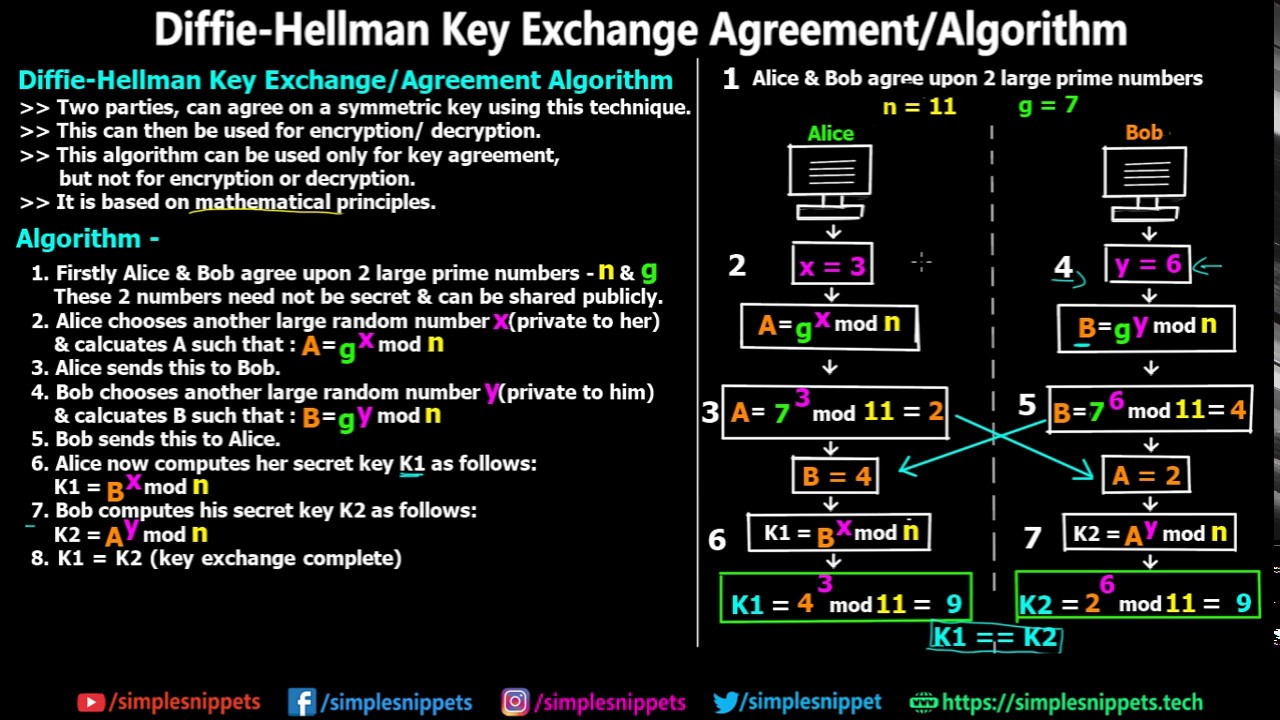 Diffie-Hellman Key Exchange Agreement/Algorithm
Diffie-Hellman Key Exchange/Agreement Algorithm
>> Two parties, can agree on a symmetric key using this technique.
>> This can then be used for encryption/ decryption.
>> This algorithm can be used only for key agreement,
but not for encryption or decryption.
>> It is based on mathematical principles.
Algorithm -
1. Firstly Alice & Bob agree upon 2 large prime numbers - n & g
These 2 numbers need not be secret & can be shared publicly.
2. Alice chooses another large random number x(private to her)
& calcuates A such that : A = g^x mod n
3. Alice sends this to Bob.
4. Bob chooses another large random number y(private to him)
& calcuates B such that : B = g^y mod n
5. Bob sends this to Alice.
6. Alice now computes her secret key K1 as follows:
K1 = B^x mod n
7. Bob computes his secret key K2 as follows:
K2 = A^y mod n
8. K1 = K2 (key exchange complete)
1 Alice & Bob agree upon 2 large prime numbers
n = 11 g = 7
Alice Bob
2 x = 3 4 y = 6
A = g^x mod n B = g^y mod n
3 A = 7^3 mod 11 = 2 5 B = 7^6 mod 11 = 4
B = 4 A = 2
6 K1 = B^x mod n 7 K2 = A^y mod n
K1 = 4^3 mod 11 = 9 K2 = 2^6 mod 11 = 9
K1 == K2
/simplesnippets /simplesnippets /simplesnippets /simplesnippet https://simplesnippets.tech